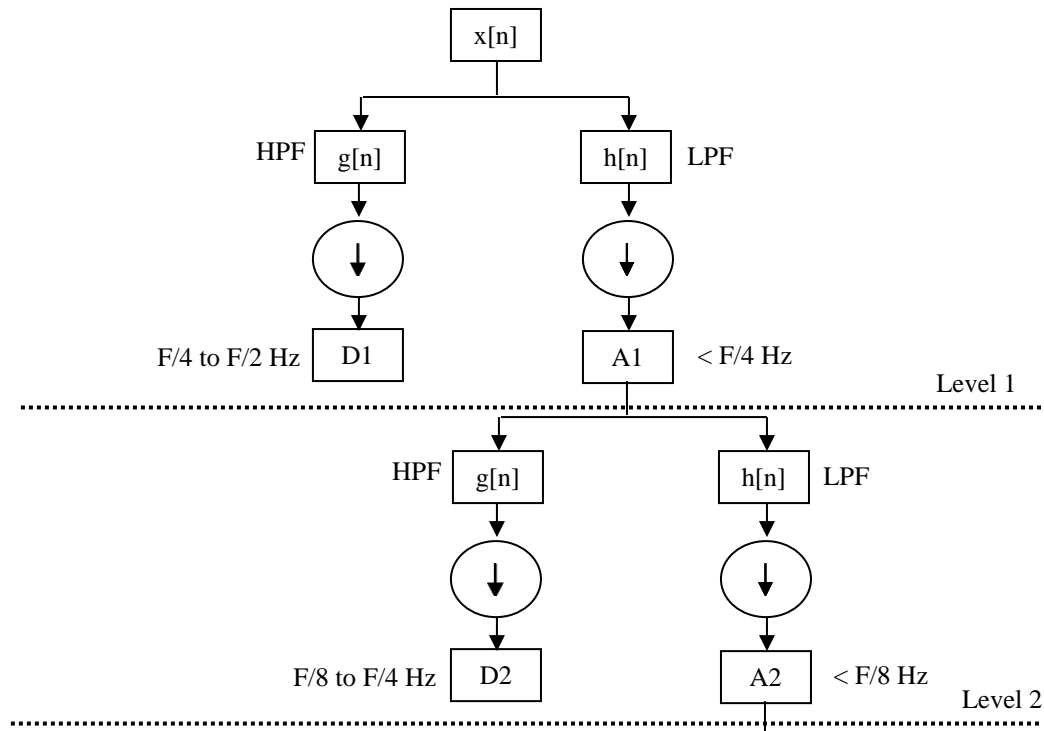 x[n]
HPF g[n] h[n] LPF
F/4 to F/2 Hz D1 A1 < F/4 Hz
Level 1
HPF g[n] h[n] LPF
F/8 to F/4 Hz D2 A2 < F/8 Hz
Level 2